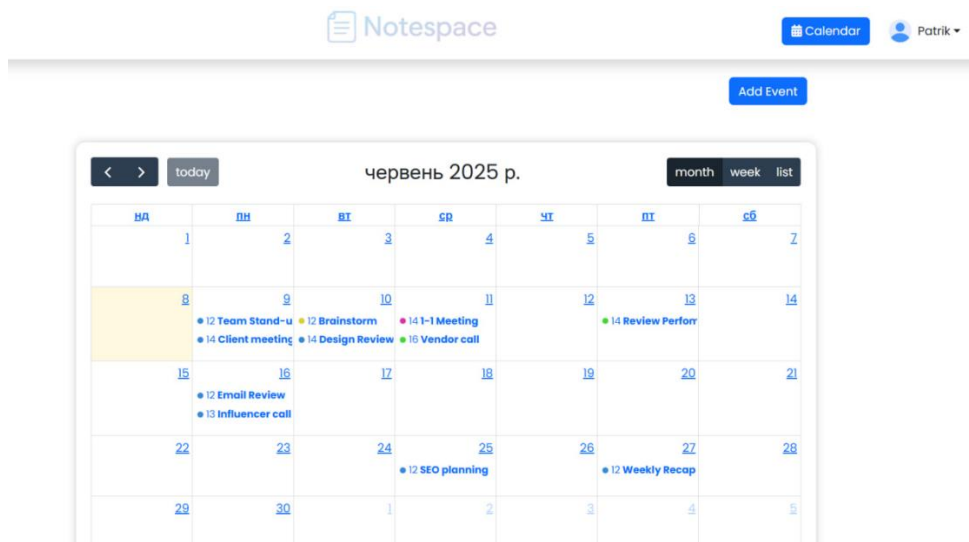 Notespace
Calendar
Patrik
Add Event
today
червень 2025 р.
month week list
нд пн вт ср чт пт сб
1 2 3 4 5 6 7
8 9 10 11 12 13 14
12 Team Stand-u 12 Brainstorm 14 1-1 Meeting 14 Review Perfor
14 Client meeting 14 Design Review 16 Vendor call
15 16 17 18 19 20 21
12 Email Review
13 Influencer call
22 23 24 25 26 27 28
12 SEO planning 12 Weekly Recap
29 30 1 2 3 4 5